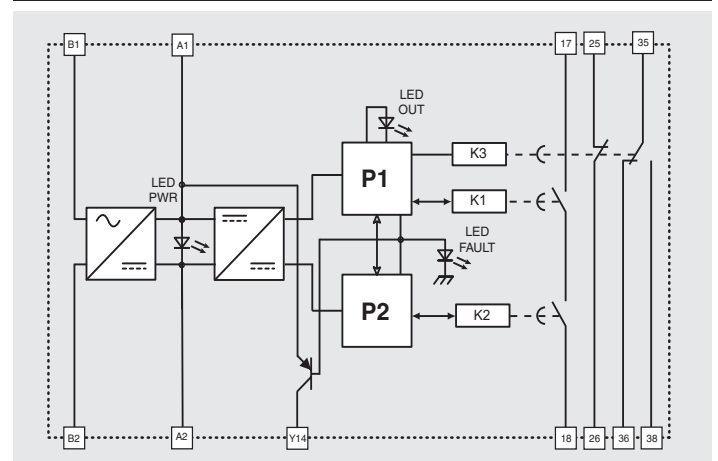 B1
A1
17
25
35
LED
OUT
P1
K3
LED
PWR
K1
LED
FAULT
P2
K2
B2
A2
Y14
18
26
36
38